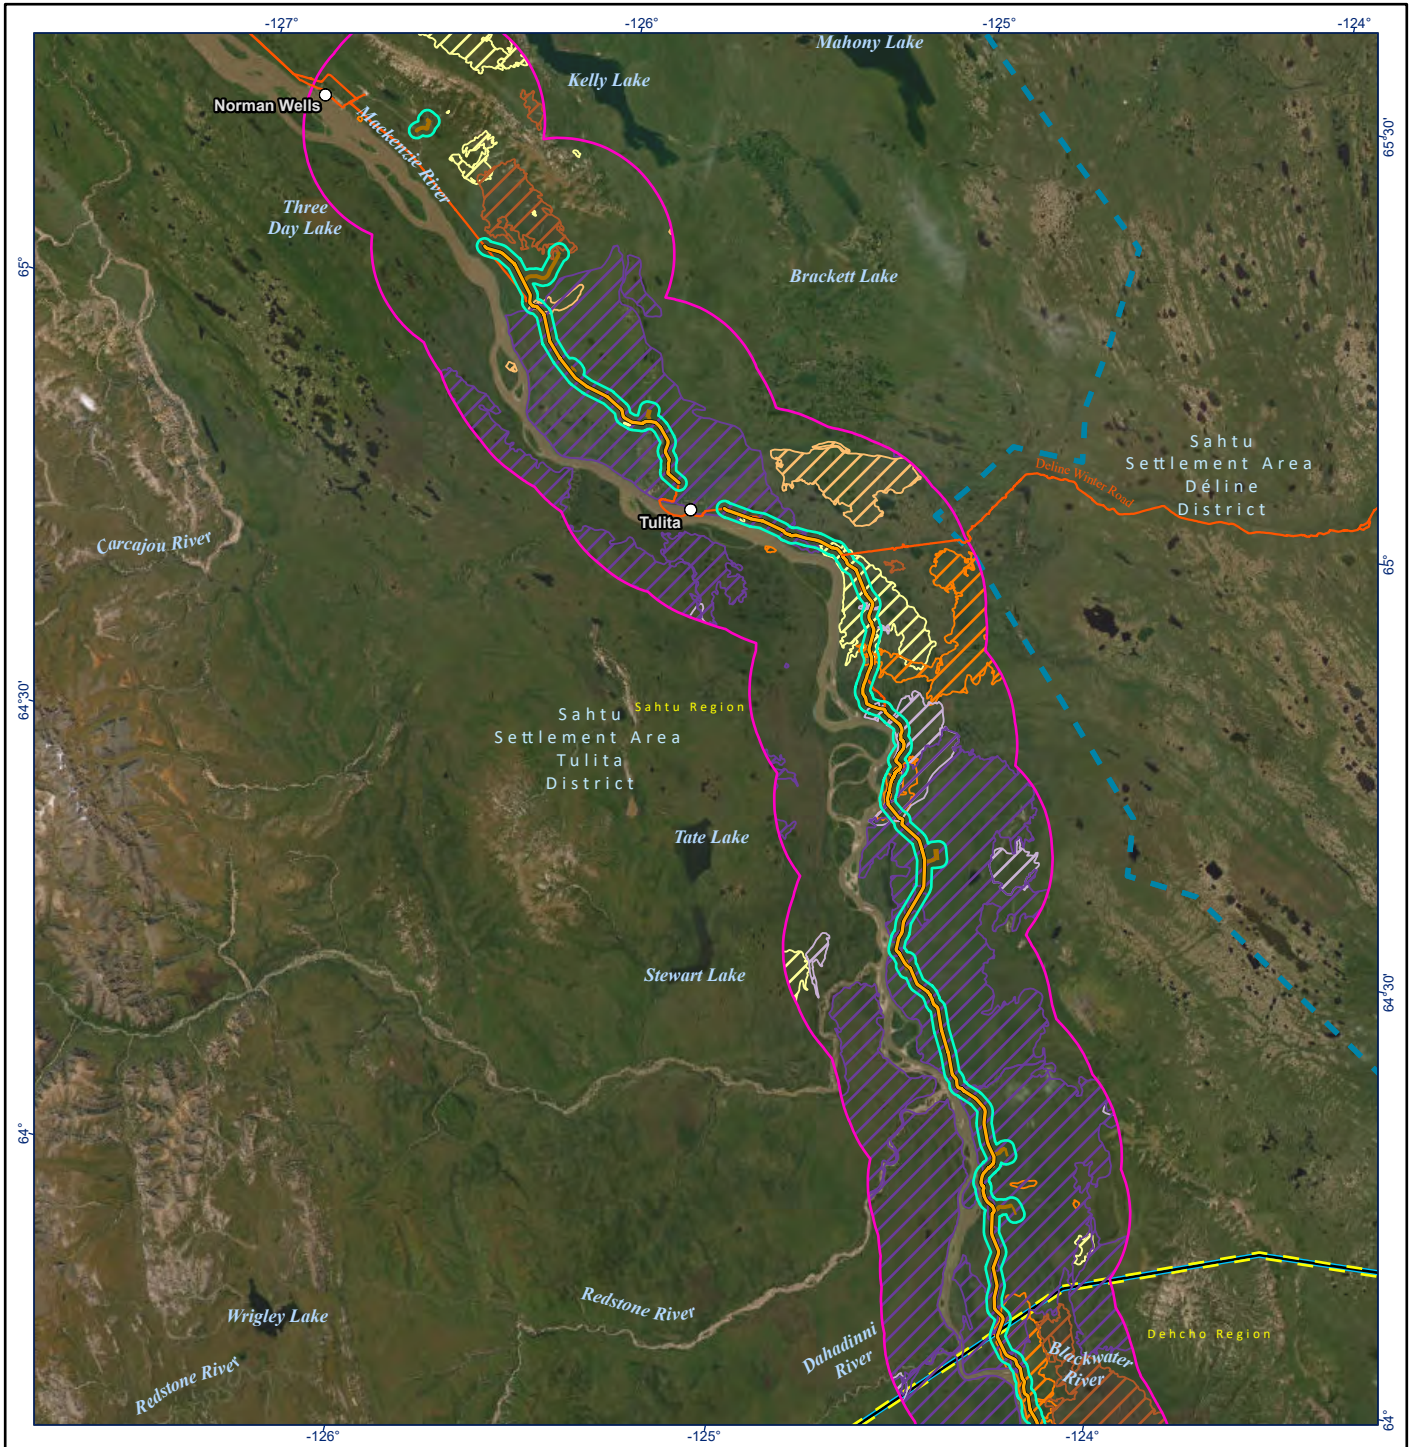 -127°
-126°
-125°
-124°
Mahony Lake
Kelly Lake
Norman Wells
Mackenzie River
65°30'
Three
Day Lake
65°
Brackett Lake
Sahtu
Settlement Area
Déline
District
Deline Winter Road
Tulita
Carcajou River
65°
64°30'
Sahtu Region
Sahtu
Settlement Area
Tulita
District
Tate Lake
Stewart Lake
64°30'
64°
Redstone River
Wrigley Lake
Dehcho Region
Dahadinni
River
Blackwater
River
Redstone River
64°
-126°
-125°
-124°